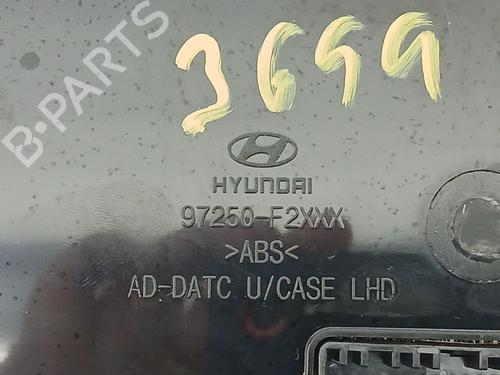 B-PARTS
3699
HYUNDAI
97250-F2XXX
>ABS<
AD-DATC U/CASE LHD